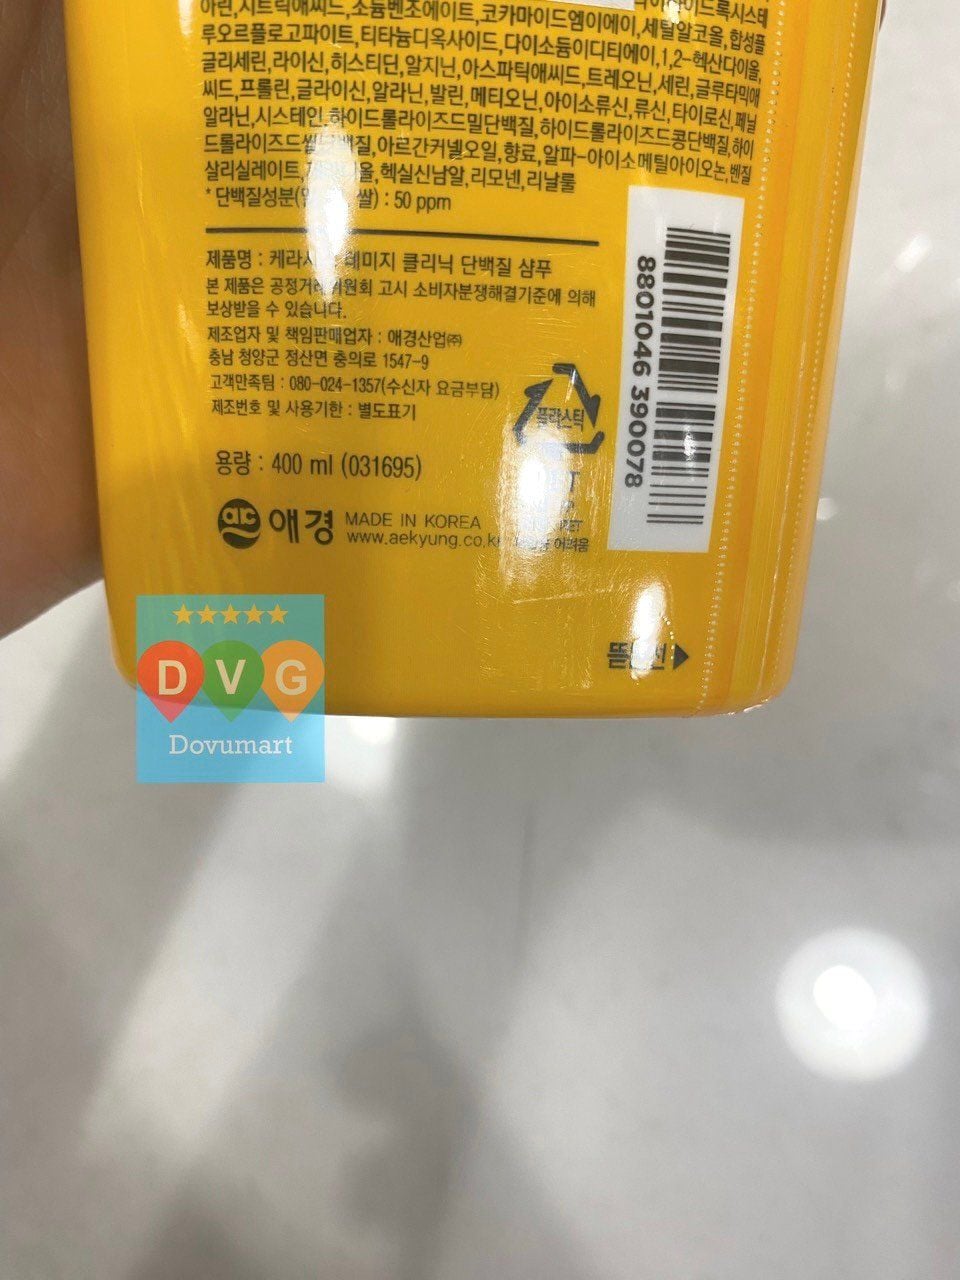 아린,시트릭애씨드,소듐벤조에이트,코카마이드엠이에이,세틸알코올,합성플
루오르플로고파이트,티타늄디옥사이드,다이소듐이디티에이,1,2-헥산다이올,
글리세린,라이신,히스티딘,알지닌,아스파틱애씨드,트레오닌,세린,글루타믹애
씨드,프롤린,글라이신,알라닌,발린,메티오닌,아이소류신,류신,타이로신,페닐
알라닌,시스테인,하이드롤라이즈드밀단백질,하이드롤라이즈드콩단백질,하이
드롤라이즈드쌀단백질,아르간커넬오일,향료,알파-아이소메틸아이오논,벤질
살리실레이트,헥실신남알,리모넨,리날룰
* 단백질성분 쌀) : 50 ppm
제품명 : 데미지 클리닉 단백질 샴푸
본 제품은 공정거래위원회 고시 소비자분쟁해결기준에 의해
보상받을 수 있습니다.
제조업자 및 책임판매업자 : 애경산업㈜
충남 청양군 정산면 충의로 1547-9
고객만족팀 : 080-024-1357(수신자 요금부담)
제조번호 및 사용기한 : 별도표기
용량 : 400 ml (031695)
플라스틱
어려움
애경 MADE IN KOREA
www.aekyung.co.kr
8801046 390078
★★★★★
DVG
Dovumart